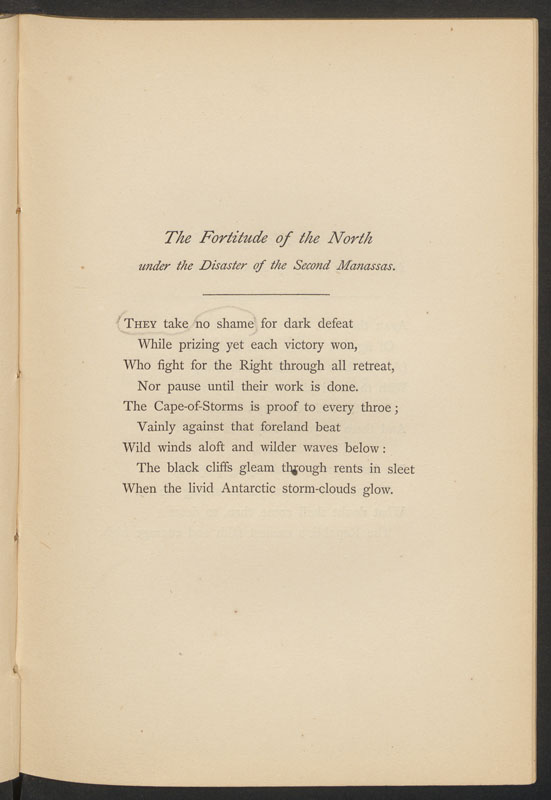 The Fortitude of the North
under the Disaster of the Second Manassas.
THEY take no shame for dark defeat
While prizing yet each victory won,
Who fight for the Right through all retreat,
Nor pause until their work is done.
The Cape-of-Storms is proof to every throe ;
Vainly against that foreland beat
Wild winds aloft and wilder waves below :
The black cliffs gleam through rents in sleet
When the livid Antarctic storm-clouds glow.